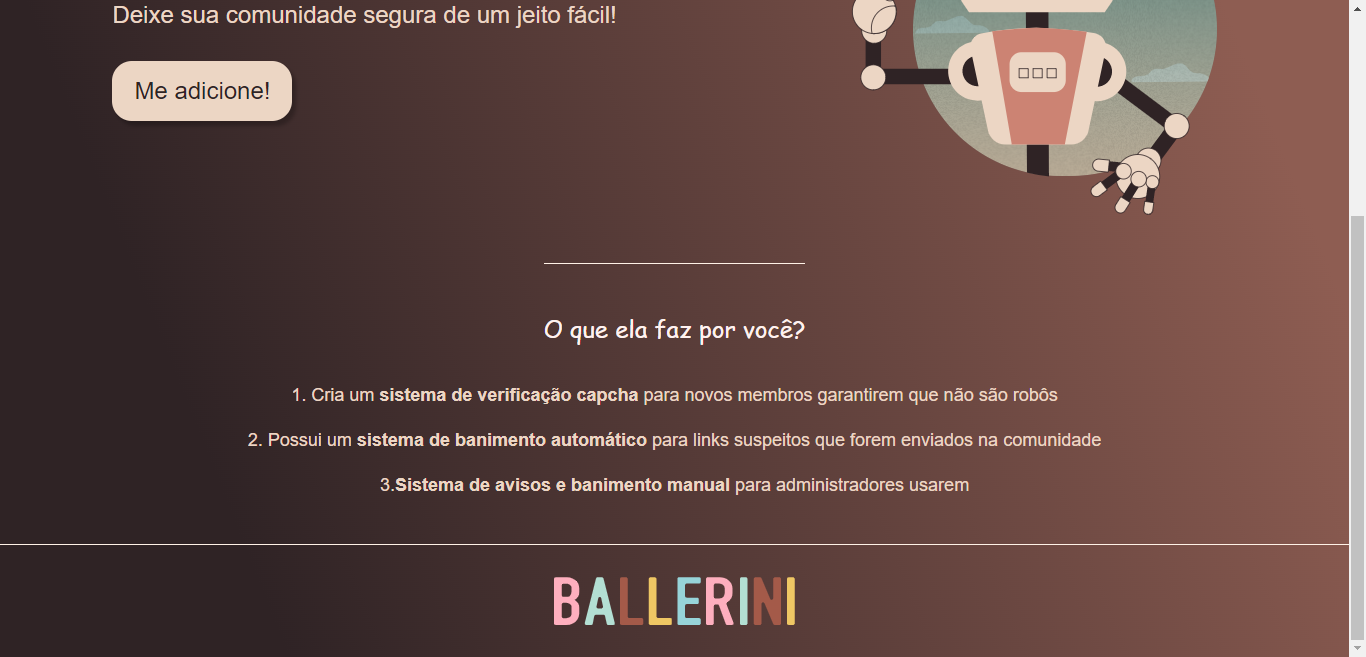 Deixe sua comunidade segura de um jeito fácil!
Me adicione!
O que ela faz por você?
1. Cria um sistema de verificação capcha para novos membros garantirem que não são robôs
2. Possui um sistema de banimento automático para links suspeitos que forem enviados na comunidade
3.Sistema de avisos e banimento manual para administradores usarem
BALLERINI